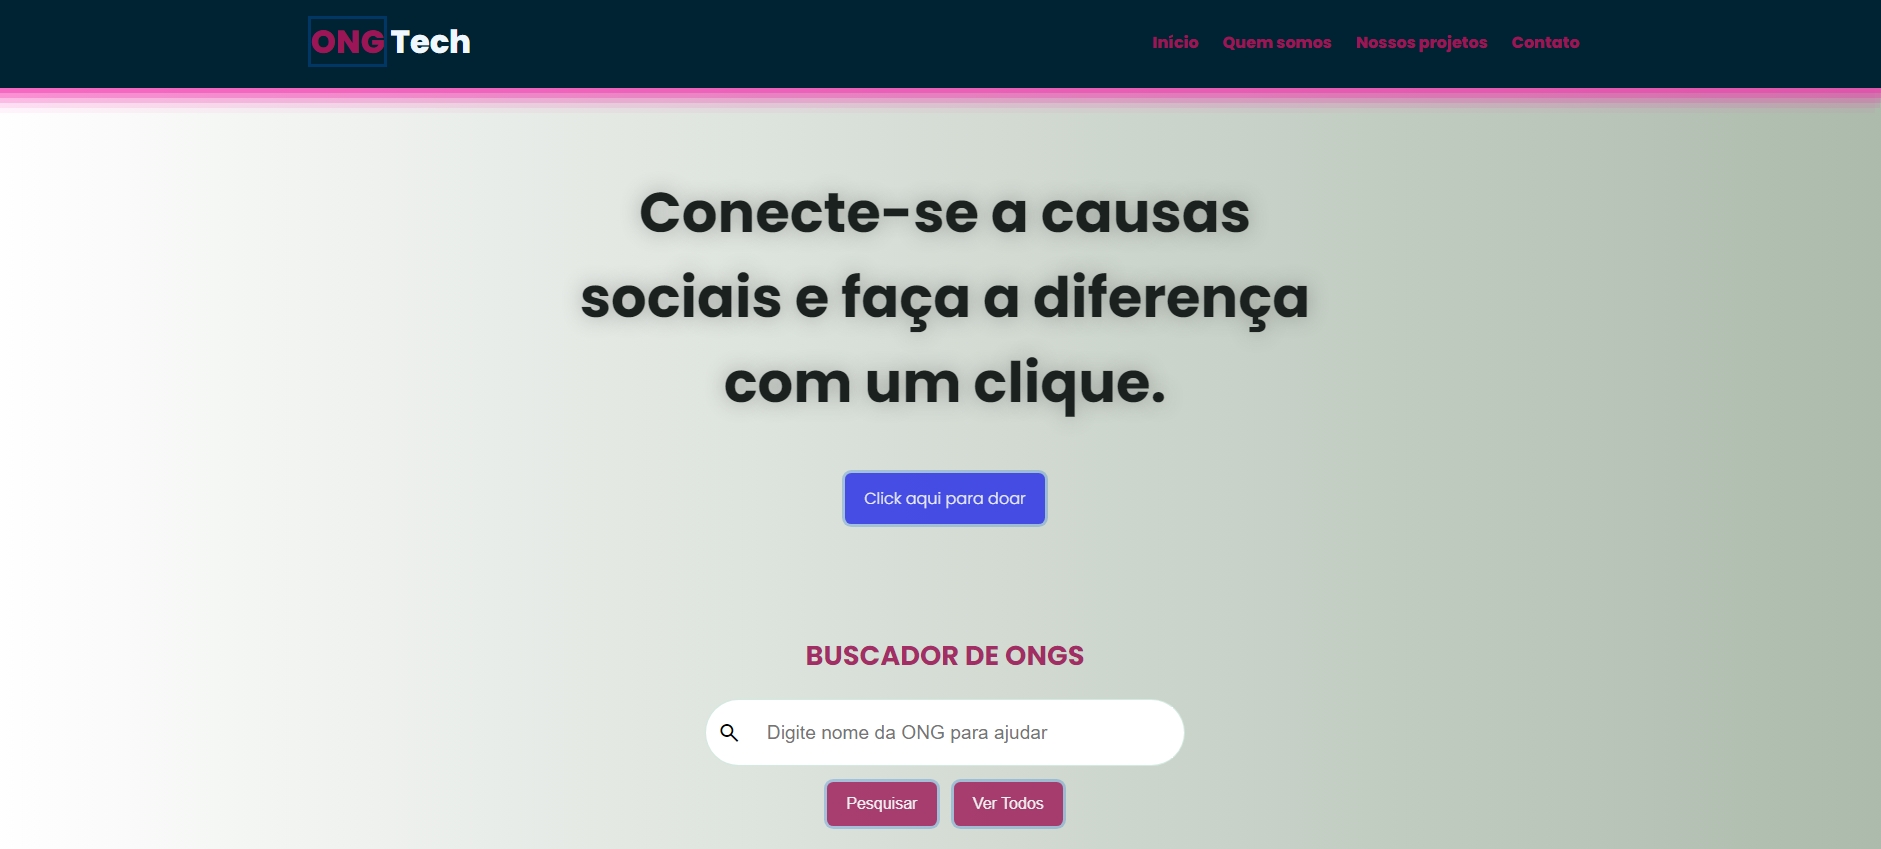 ONG Tech
Início Quem somos Nossos projetos Contato
Conecte-se a causas
sociais e faça a diferença
com um clique.
Click aqui para doar
BUSCADOR DE ONGS
Digite nome da ONG para ajudar
Pesquisar Ver Todos